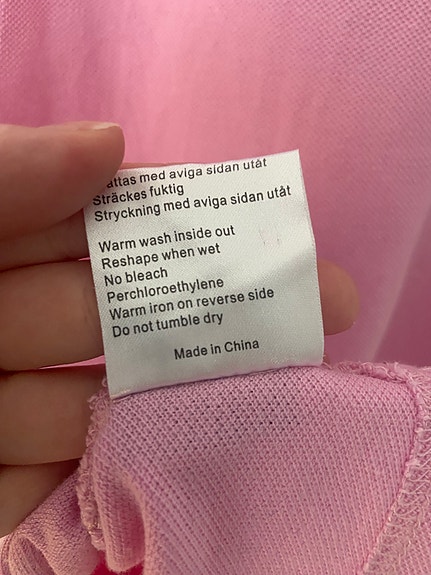 med aviga sidan utåt
Sträckes fuktig
Stryckning med aviga sidan utåt
Warm wash inside out
Reshape when wet
No bleach
Perchloroethylene
Warm iron on reverse side
Do not tumble dry
Made in China